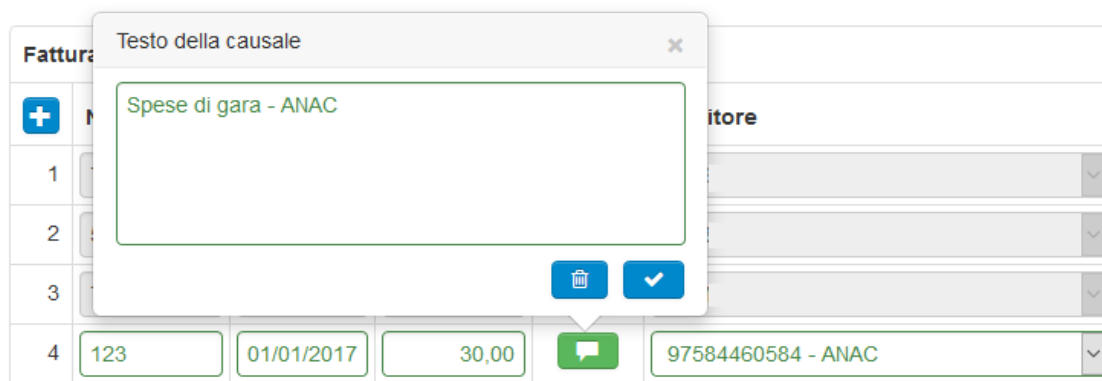 Testo della causale
×
Fattura
Spese di gara - ANAC
itore
1
2
3
4 123 01/01/2017 30,00 97584460584 - ANAC